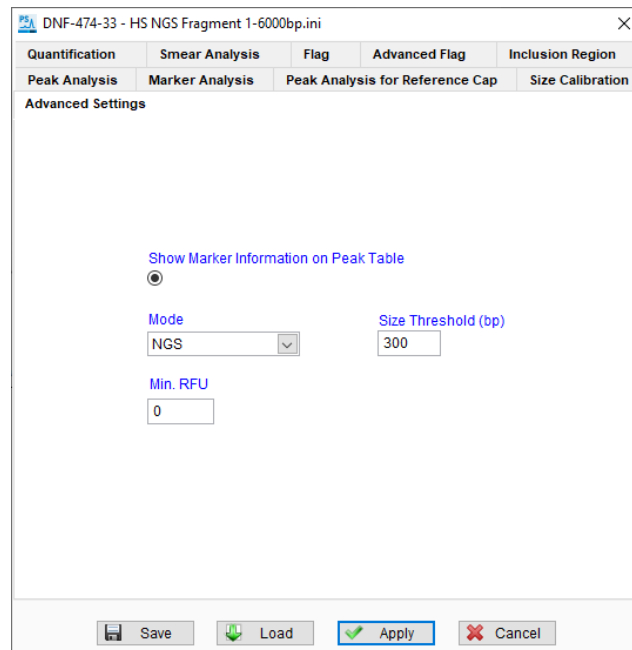 DNF-474-33 - HS NGS Fragment 1-6000bp.ini
Quantification Smear Analysis Flag Advanced Flag Inclusion Region
Peak Analysis Marker Analysis Peak Analysis for Reference Cap Size Calibration
Advanced Settings
Show Marker Information on Peak Table
Mode Size Threshold (bp)
NGS 300
Min. RFU
0
Save Load Apply Cancel